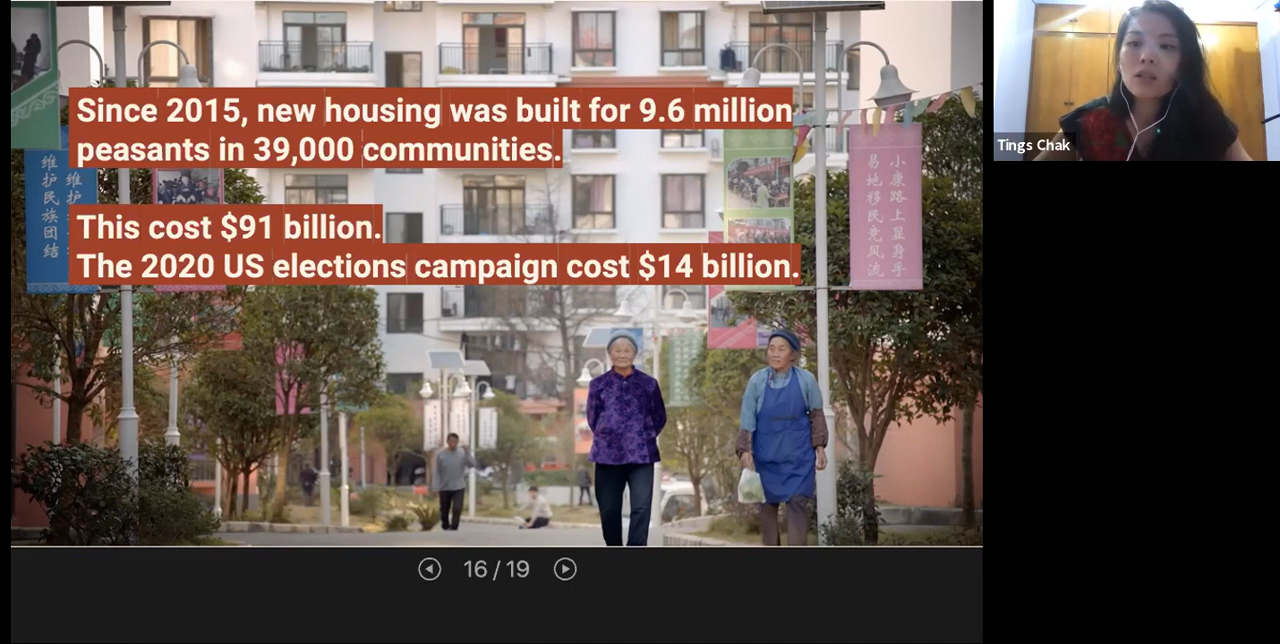 Since 2015, new housing was built for 9.6 million
peasants in 39,000 communities.
This cost $91 billion.
The 2020 US elections campaign cost $14 billion.
维护民族团结
维护
小康路上显身手
易地移民竞风流
16 / 19
Tings Chak